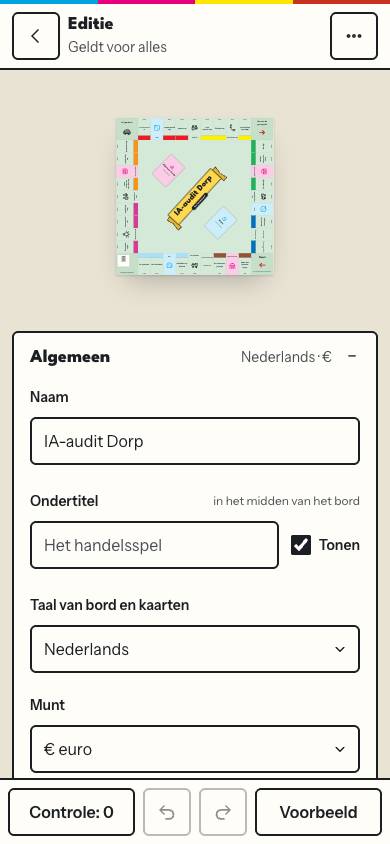 Editie
Geldt voor alles
IA-audit Dorp
Algemeen
Nederlands · €
Naam
IA-audit Dorp
Ondertitel
in het midden van het bord
Het handelsspel
Tonen
Taal van bord en kaarten
Nederlands
Munt
€ euro
Controle: 0
Voorbeeld